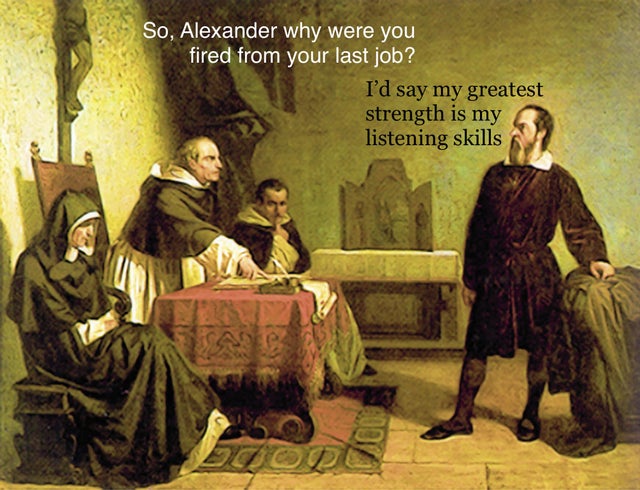 So, Alexander why were you
fired from your last job?
I’d say my greatest
strength is my
listening skills